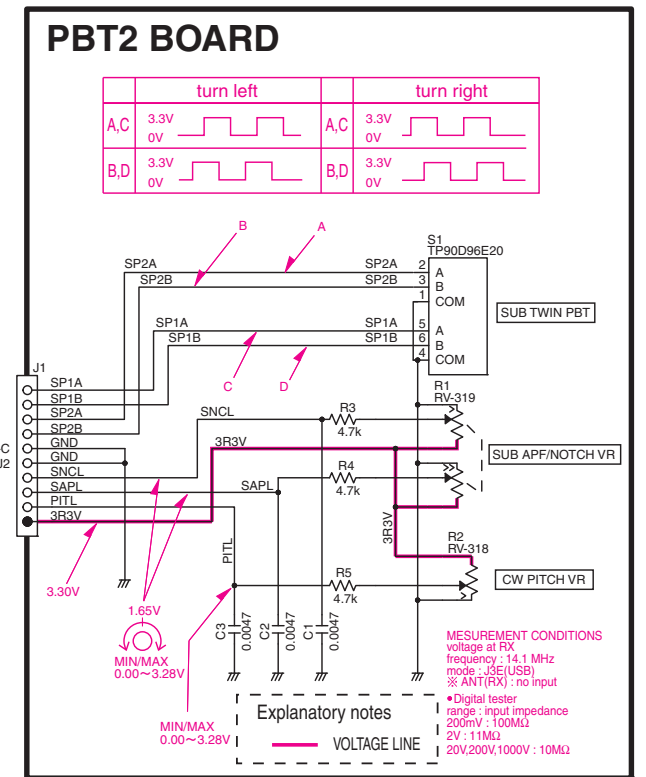 PBT2 BOARD
turn left
turn right
A,C
3.3V
0V
A,C
3.3V
0V
B,D
3.3V
0V
B,D
3.3V
0V
B
A
S1
TP90D96E20
SP2A
SP2A
2
A
SP2B
SP2B
3
B
1
COM
SUB TWIN PBT
SP1A
SP1A
5
A
SP1B
SP1B
6
B
4
COM
C
D
J1
R1
RV-319
SP1A
SP1B
SP2A
SP2B
GND
GND
SNCL
SAPL
PITL
3R3V
-C
J2
SNCL
R3
4.7k
3R3V
SUB APF/NOTCH VR
SAPL
R4
4.7k
3R3V
R2
RV-318
PITL
R5
4.7k
CW PITCH VR
3.30V
1.65V
MIN/MAX
0.00～3.28V
C3
0.0047
C2
0.0047
C1
0.0047
MIN/MAX
0.00～3.28V
Explanatory notes
VOLTAGE LINE
MESUREMENT CONDITIONS
voltage at RX
frequency : 14.1 MHz
mode : J3E(USB)
※ ANT(RX) : no input
●Digital tester
range : input impedance
200mV : 100MΩ
2V : 11MΩ
20V,200V,1000V : 10MΩ